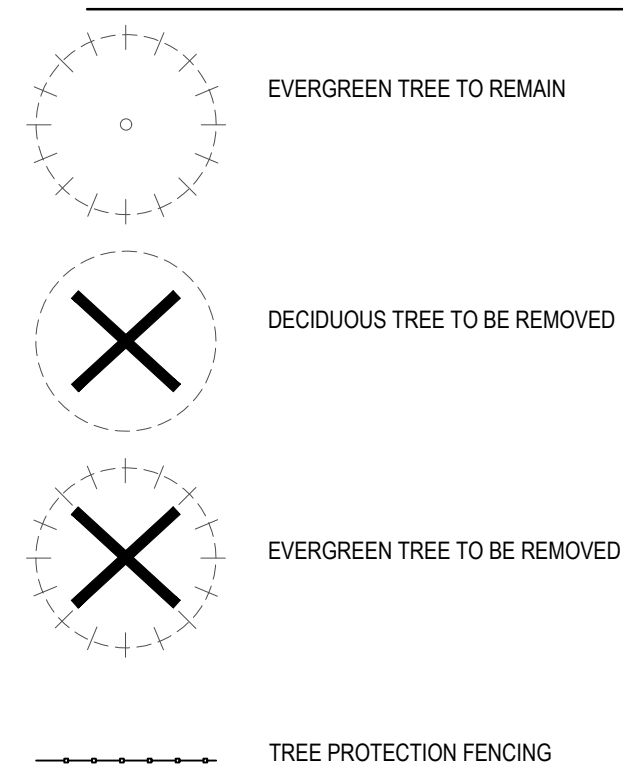 EVERGREEN TREE TO REMAIN
DECIDUOUS TREE TO BE REMOVED
EVERGREEN TREE TO BE REMOVED
TREE PROTECTION FENCING